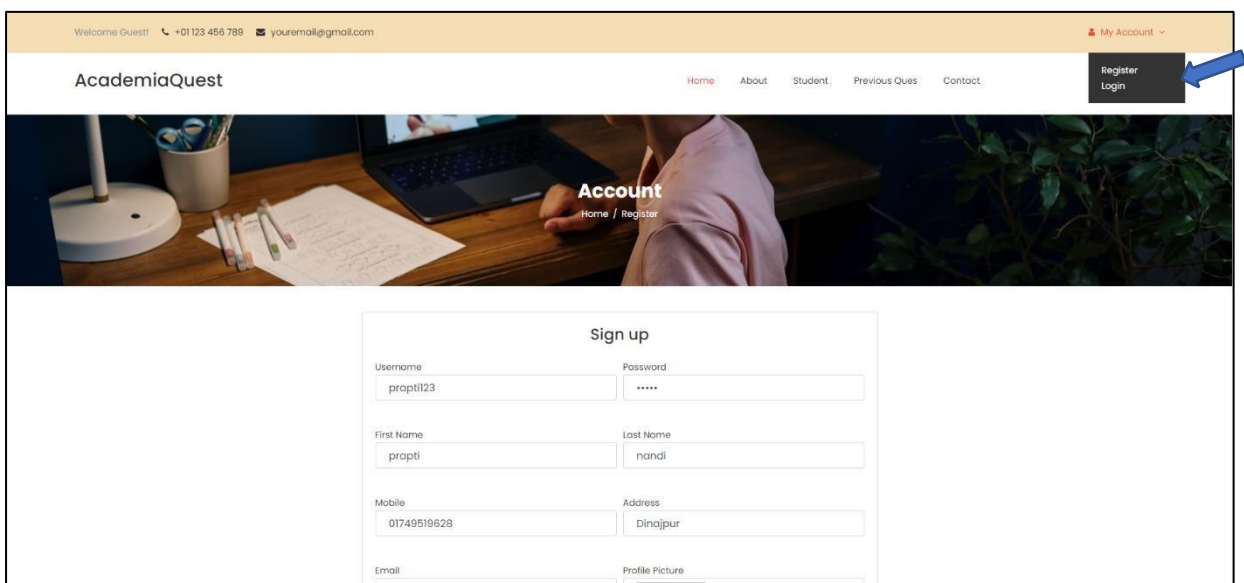 Welcome Guest! +01 123 456 789 youremail@gmail.com My Account
AcademiaQuest Home About Student Previous Ques Contact
Register
Login
Account
Home / Register
Sign up
Username Password
prapti123 •••••
First Name Last Name
prapti nandi
Mobile Address
01749519628 Dinajpur
Email Profile Picture